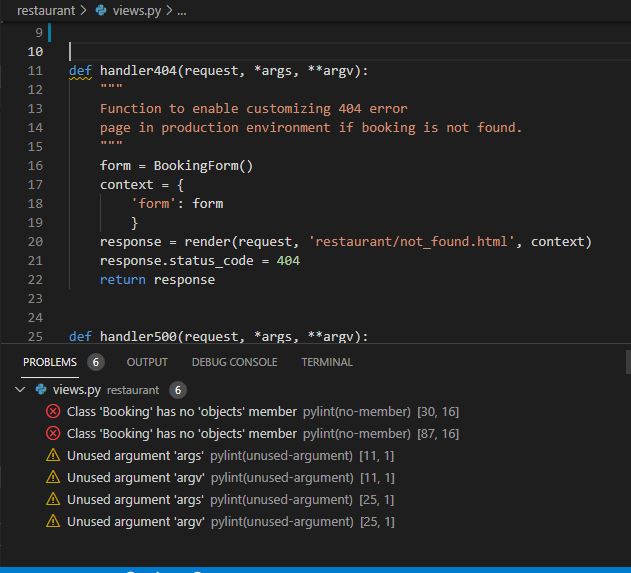 restaurant > views.py > ...
9
10
11 def handler404(request, *args, **argv):
12 """
13 Function to enable customizing 404 error
14 page in production environment if booking is not found.
15 """
16 form = BookingForm()
17 context = {
18 'form': form
19 }
20 response = render(request, 'restaurant/not_found.html', context)
21 response.status_code = 404
22 return response
23
24
25 def handler500(request, *args, **argv):
PROBLEMS 6 OUTPUT DEBUG CONSOLE TERMINAL
views.py restaurant 6
Class 'Booking' has no 'objects' member pylint(no-member) [30, 16]
Class 'Booking' has no 'objects' member pylint(no-member) [87, 16]
Unused argument 'args' pylint(unused-argument) [11, 1]
Unused argument 'argv' pylint(unused-argument) [11, 1]
Unused argument 'args' pylint(unused-argument) [25, 1]
Unused argument 'argv' pylint(unused-argument) [25, 1]